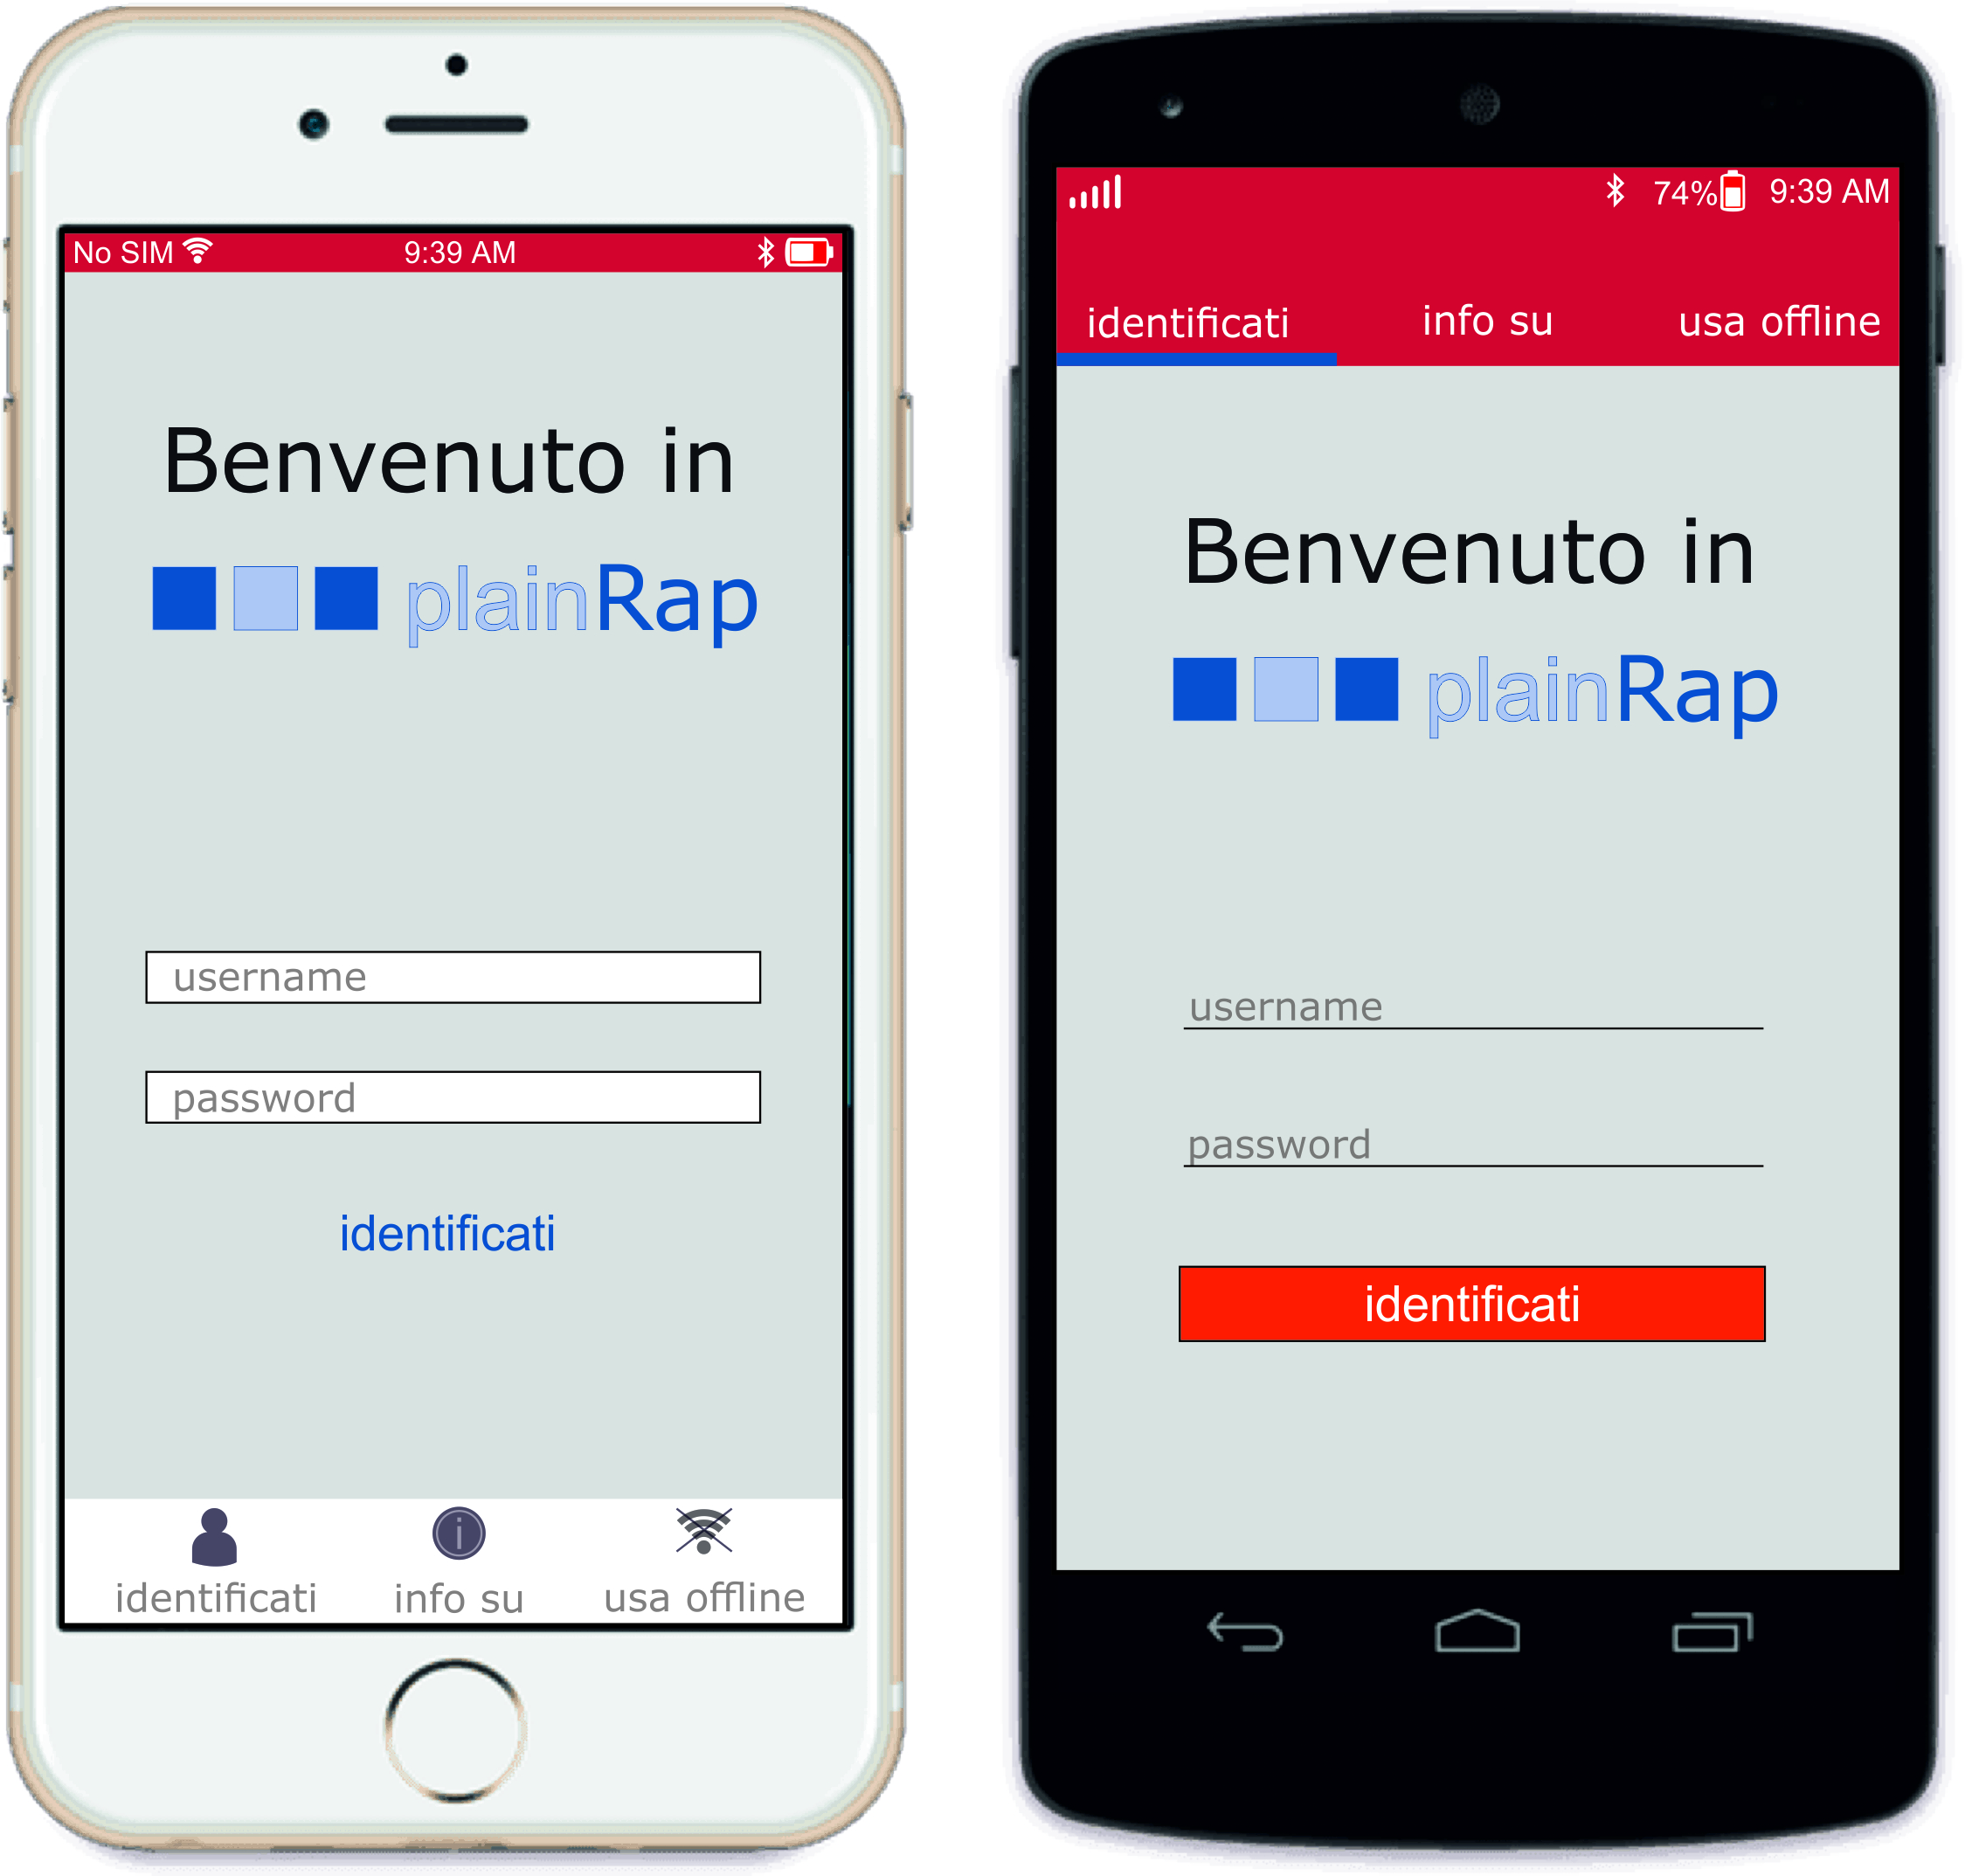 No SIM 9:39 AM
Benvenuto in
plainRap
username
password
identificati
identificati info su usa offline
74% 9:39 AM
identificati info su usa offline
Benvenuto in
plainRap
username
password
identificati